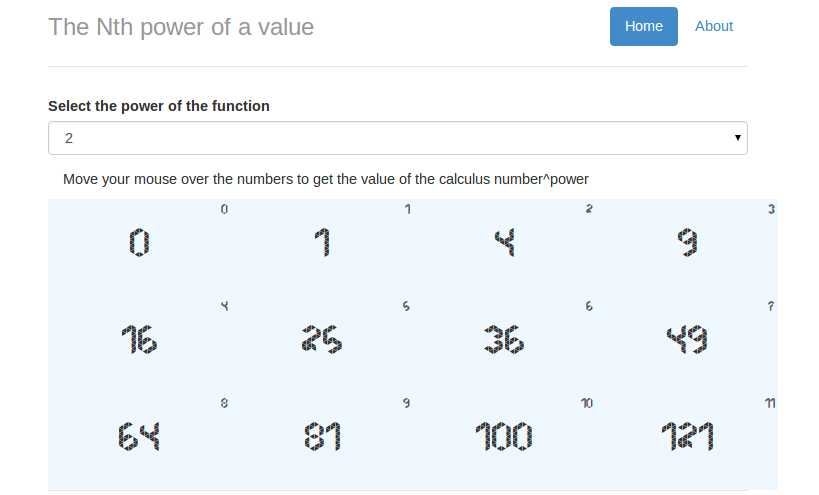 The Nth power of a value
Home About
Select the power of the function
2
Move your mouse over the numbers to get the value of the calculus number^power
0 1 2 3
0 1 4 9
4 5 6 7
16 25 36 49
8 9 10 11
64 81 100 121